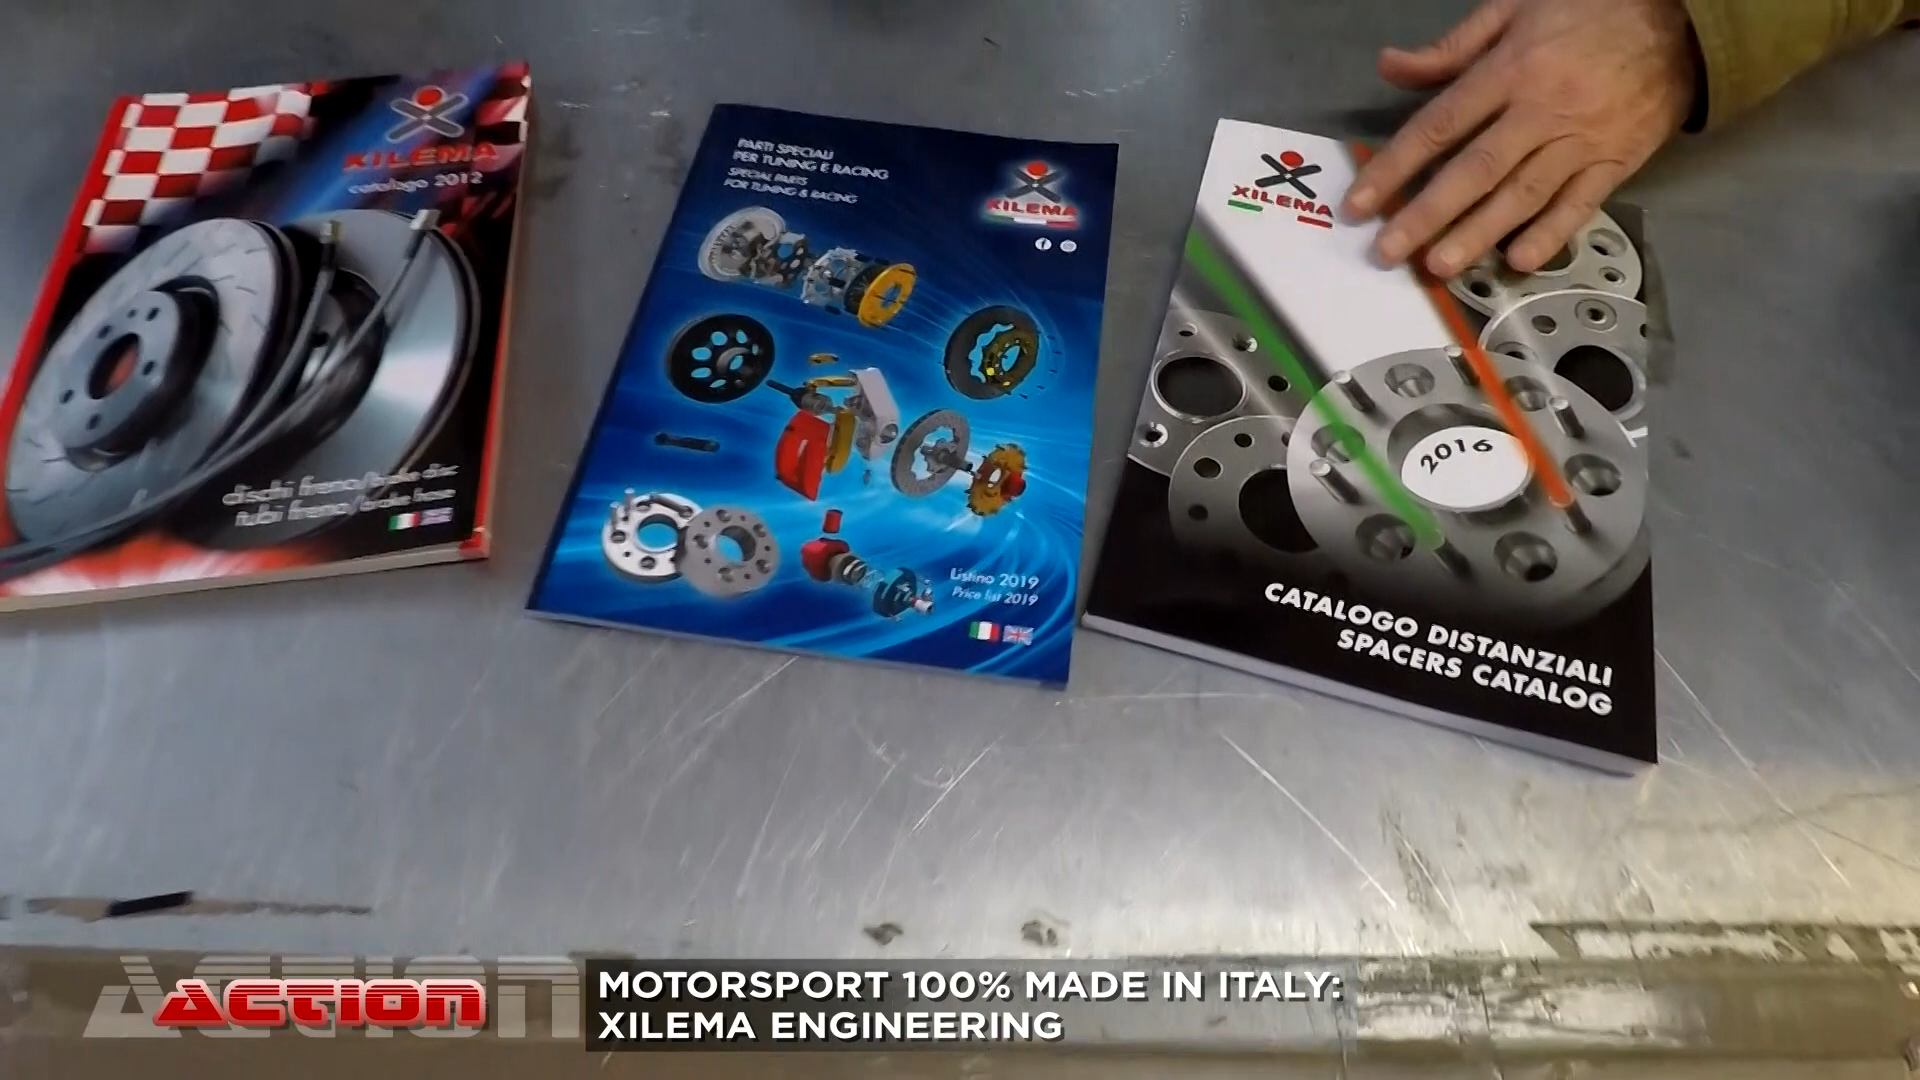 XILEMA
catalogo 2012
dischi freno/brake disc
tubi freno/brake hose
PARTI SPECIALI
PER TUNING E RACING
SPECIAL PARTS
FOR TUNING & RACING
XILEMA
f
Listino 2019
Price list 2019
XILEMA
2016
CATALOGO DISTANZIALI
SPACERS CATALOG
ACTION
ACTION
MOTORSPORT 100% MADE IN ITALY:
XILEMA ENGINEERING